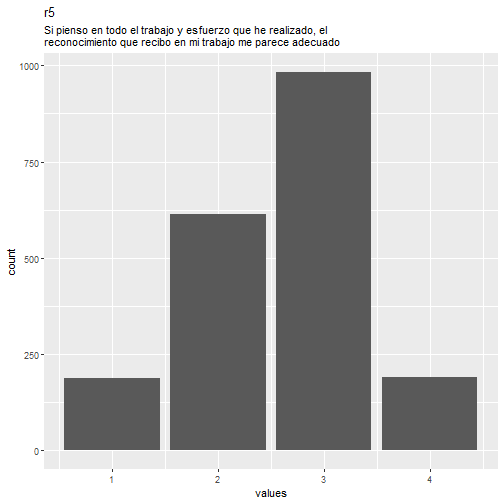 r5
Si pienso en todo el trabajo y esfuerzo que he realizado, el
reconocimiento que recibo en mi trabajo me parece adecuado
1000
750
500
250
0
count
1 2 3 4
values